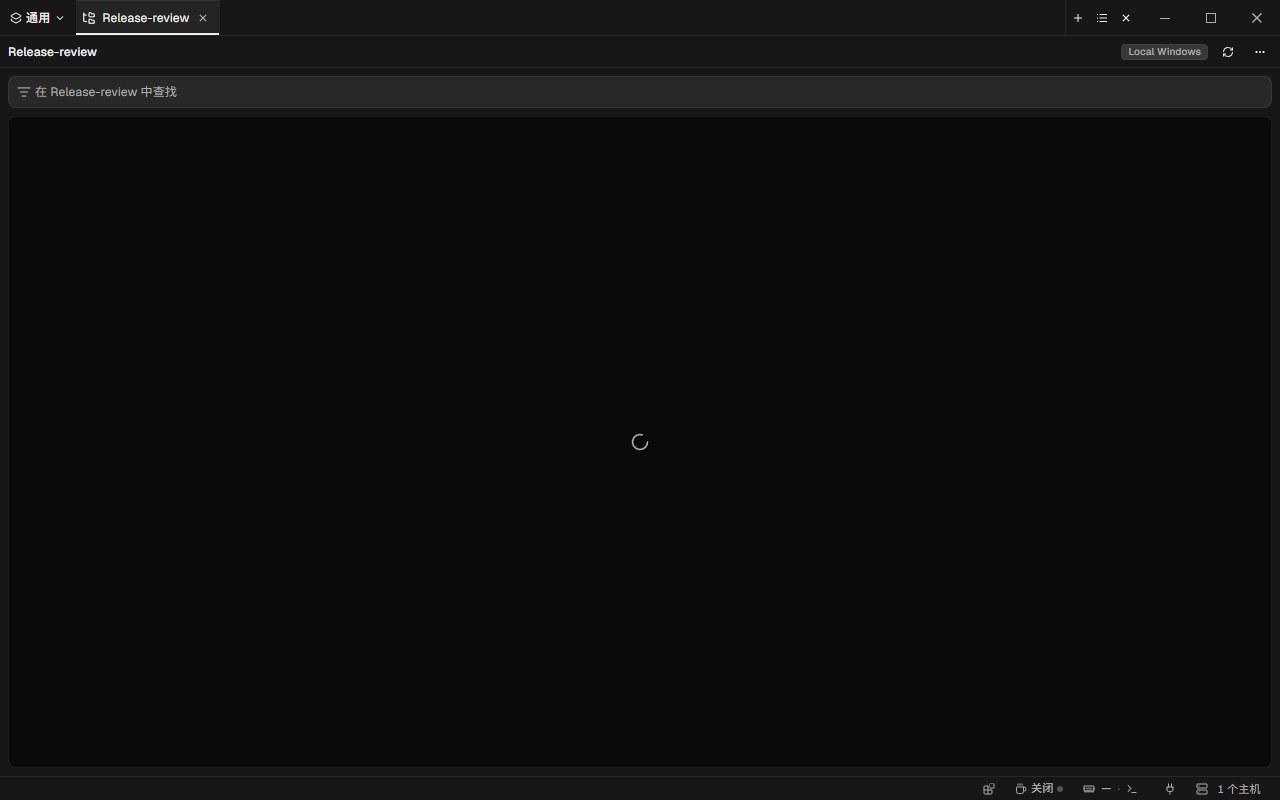 通用
Release-review
Release-review
Local Windows
在 Release-review 中查找
关闭
1 个主机